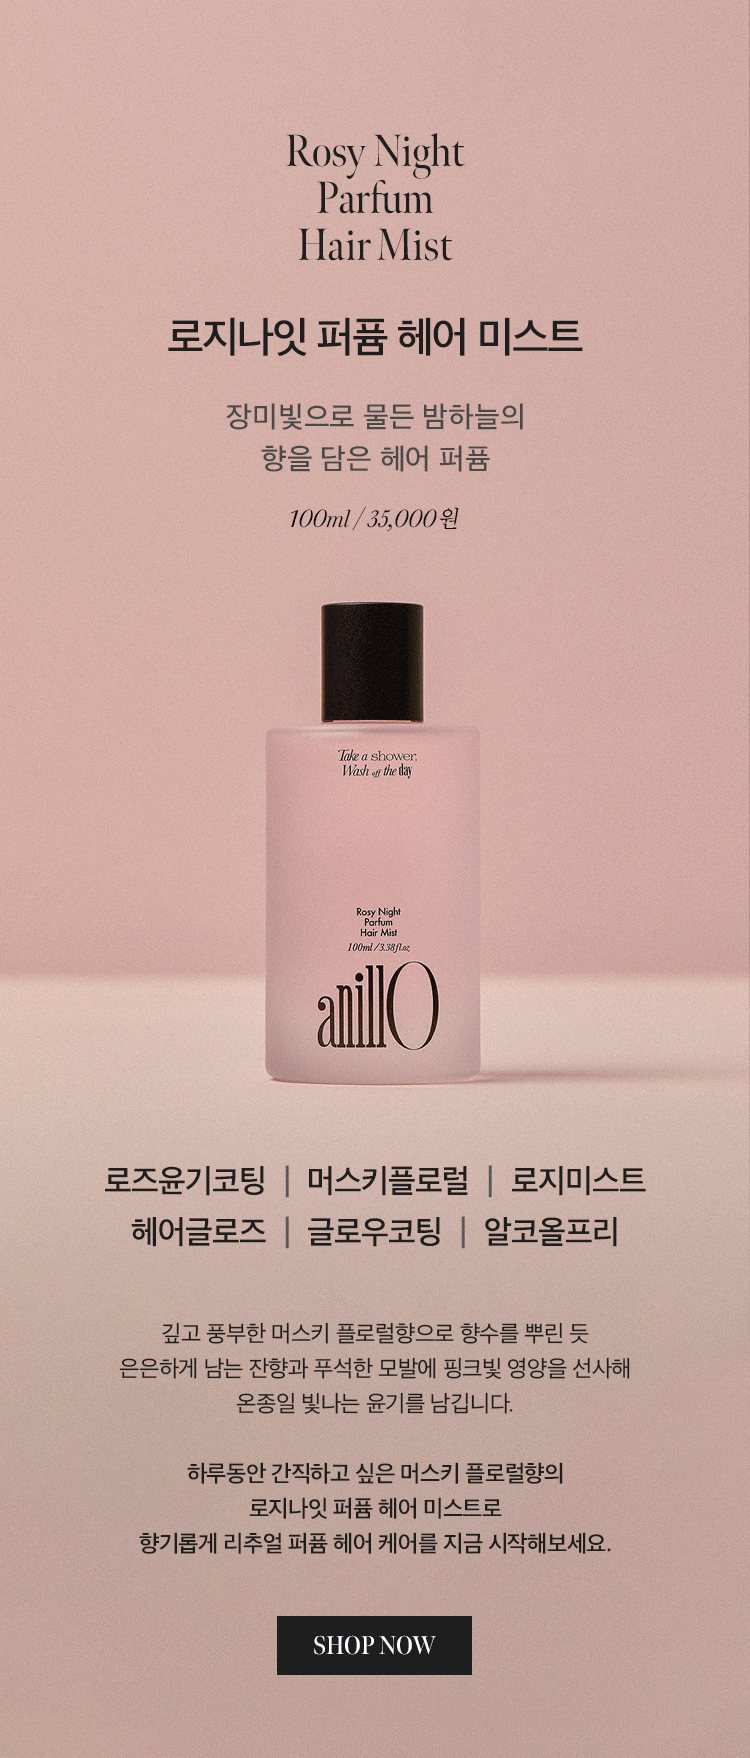 Rosy Night
Parfum
Hair Mist
로지나잇 퍼퓸 헤어 미스트
장미빛으로 물든 밤하늘의
향을 담은 헤어 퍼퓸
100ml / 35,000원
Take a shower,
Wash off the day
Rosy Night
Parfum
Hair Mist
100ml / 3.38fl.oz
anillO
로즈윤기코팅 | 머스키플로럴 | 로지미스트
헤어글로즈 | 글로우코팅 | 알코올프리
깊고 풍부한 머스키 플로럴향으로 향수를 뿌린 듯
은은하게 남는 잔향과 푸석한 모발에 핑크빛 영양을 선사해
온종일 빛나는 윤기를 남깁니다.
하루동안 간직하고 싶은 머스키 플로럴향의
로지나잇 퍼퓸 헤어 미스트로
향기롭게 리추얼 퍼퓸 헤어 케어를 지금 시작해보세요.
SHOP NOW